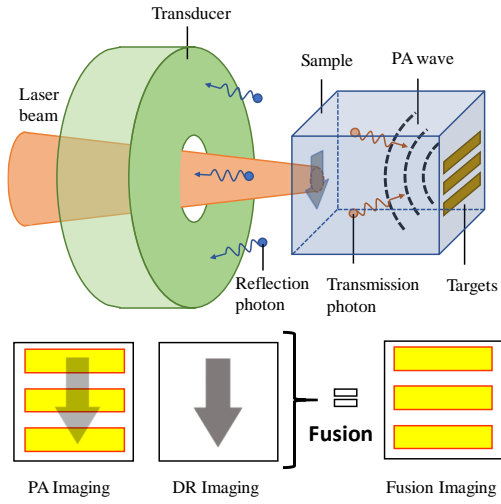 Transducer
Sample
PA wave
Laser
beam
Reflection
photon
Transmission
photon
Targets
Fusion
PA Imaging
DR Imaging
Fusion Imaging